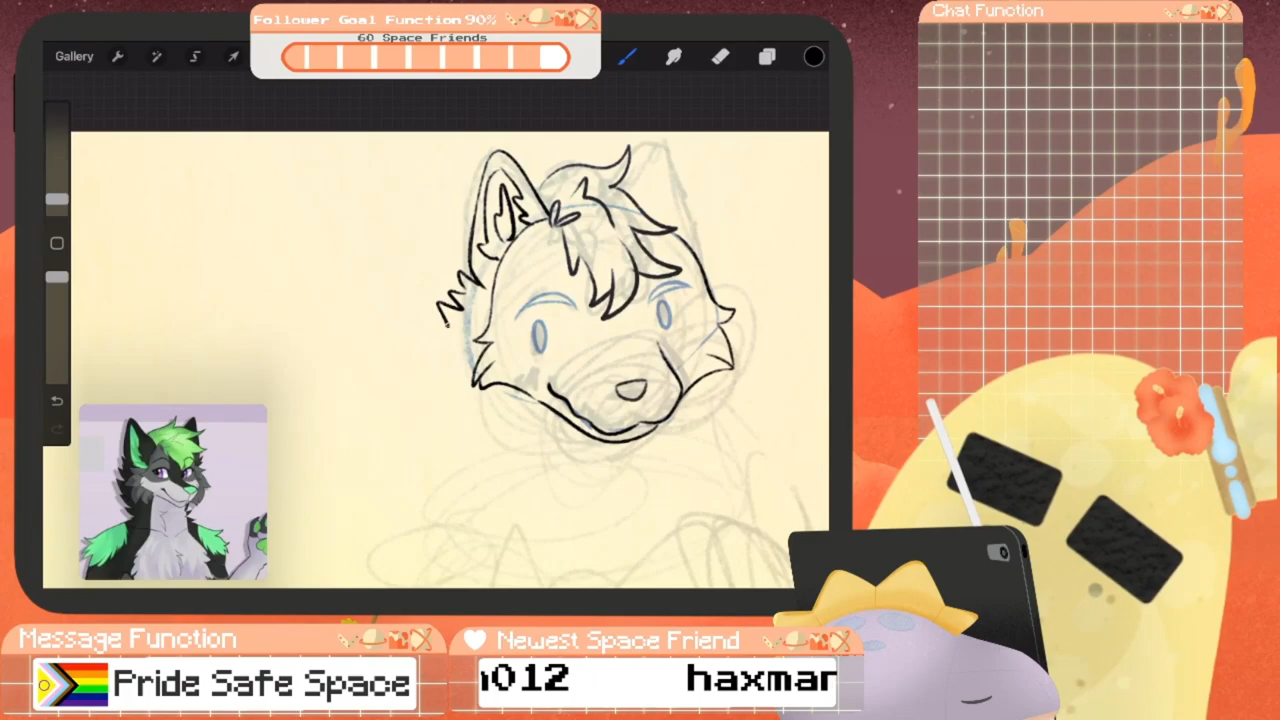 Follower Goal Function 90%
60 Space Friends
Chat Function
Gallery
Message Function
Pride Safe Space
Newest Space Friend
012 haxmar